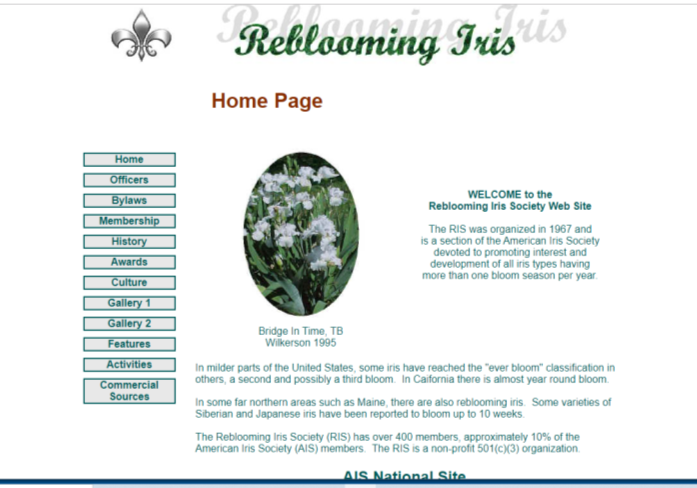 Reblooming Iris
Home Page
Home
Officers
Bylaws
Membership
History
Awards
Culture
Gallery 1
Gallery 2
Features
Activities
Commercial
Sources
Bridge In Time, TB
Wilkerson 1995
WELCOME to the
Reblooming Iris Society Web Site
The RIS was organized in 1967 and
is a section of the American Iris Society
devoted to promoting interest and
development of all iris types having
more than one bloom season per year.
In milder parts of the United States, some iris have reached the "ever bloom" classification in
others, a second and possibly a third bloom. In Caifornia there is almost year round bloom.
In some far northern areas such as Maine, there are also reblooming iris. Some varieties of
Siberian and Japanese iris have been reported to bloom up to 10 weeks.
The Reblooming Iris Society (RIS) has over 400 members, approximately 10% of the
American Iris Society (AIS) members. The RIS is a non-profit 501(c)(3) organization.
AIS National Site